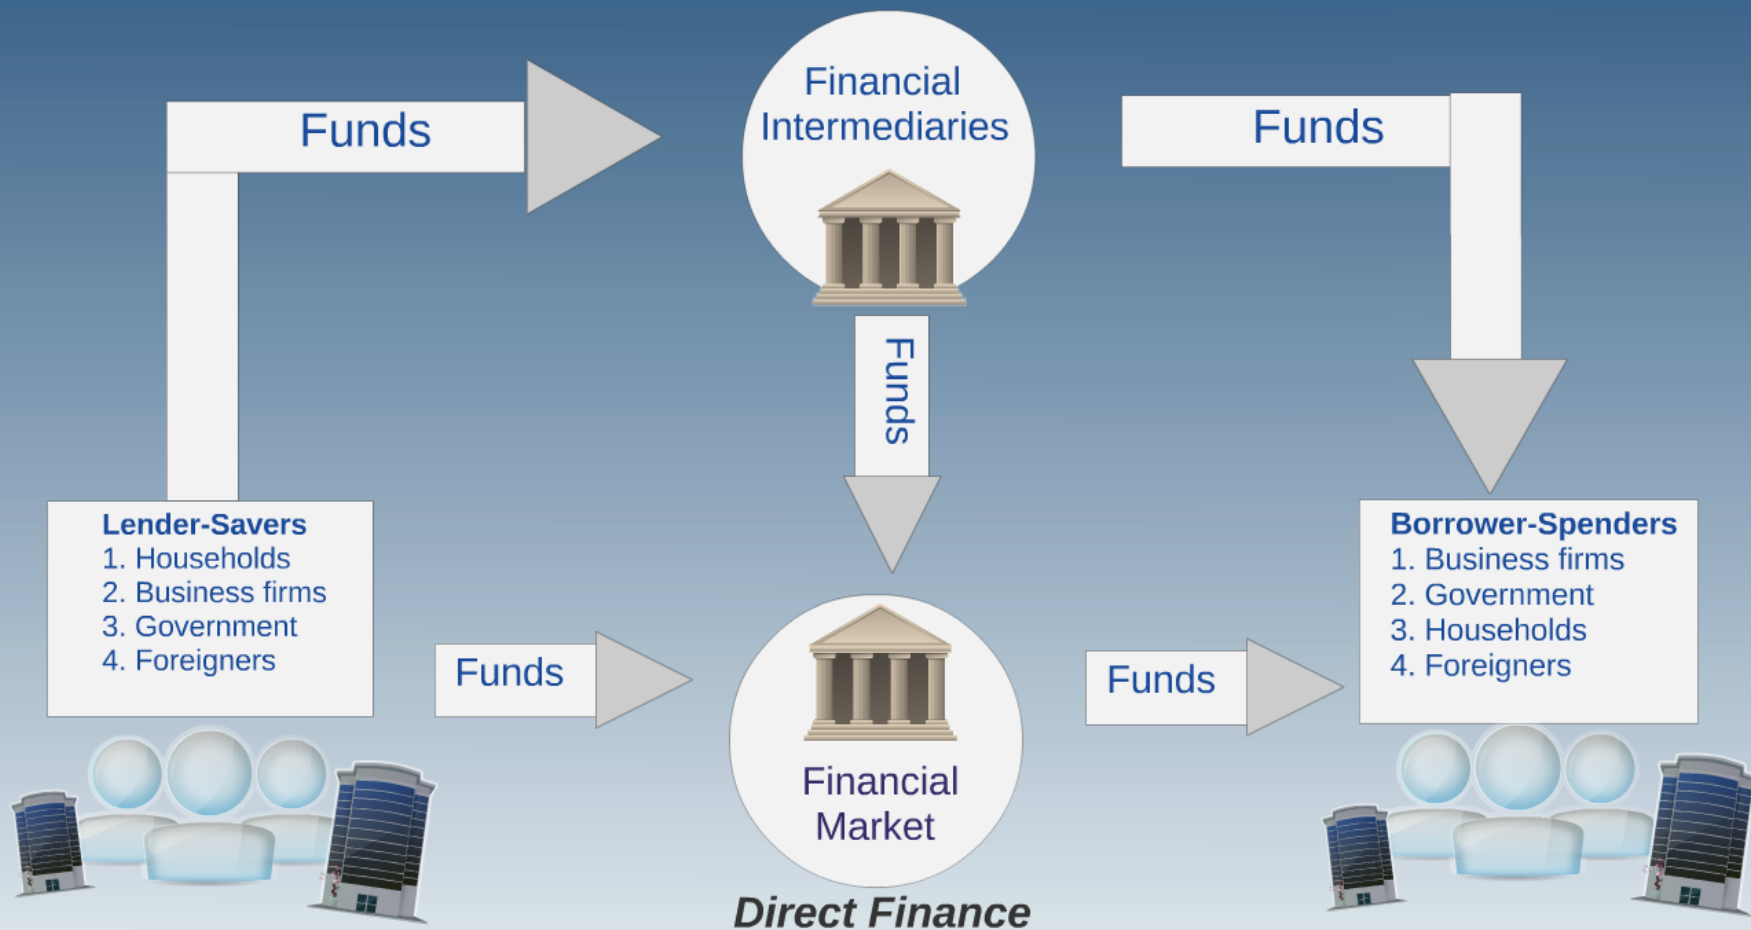 Financial
Intermediaries
Funds
Funds
Funds
Lender-Savers
1. Households
2. Business firms
3. Government
4. Foreigners
Borrower-Spenders
1. Business firms
2. Government
3. Households
4. Foreigners
Funds
Funds
Financial
Market
Direct Finance